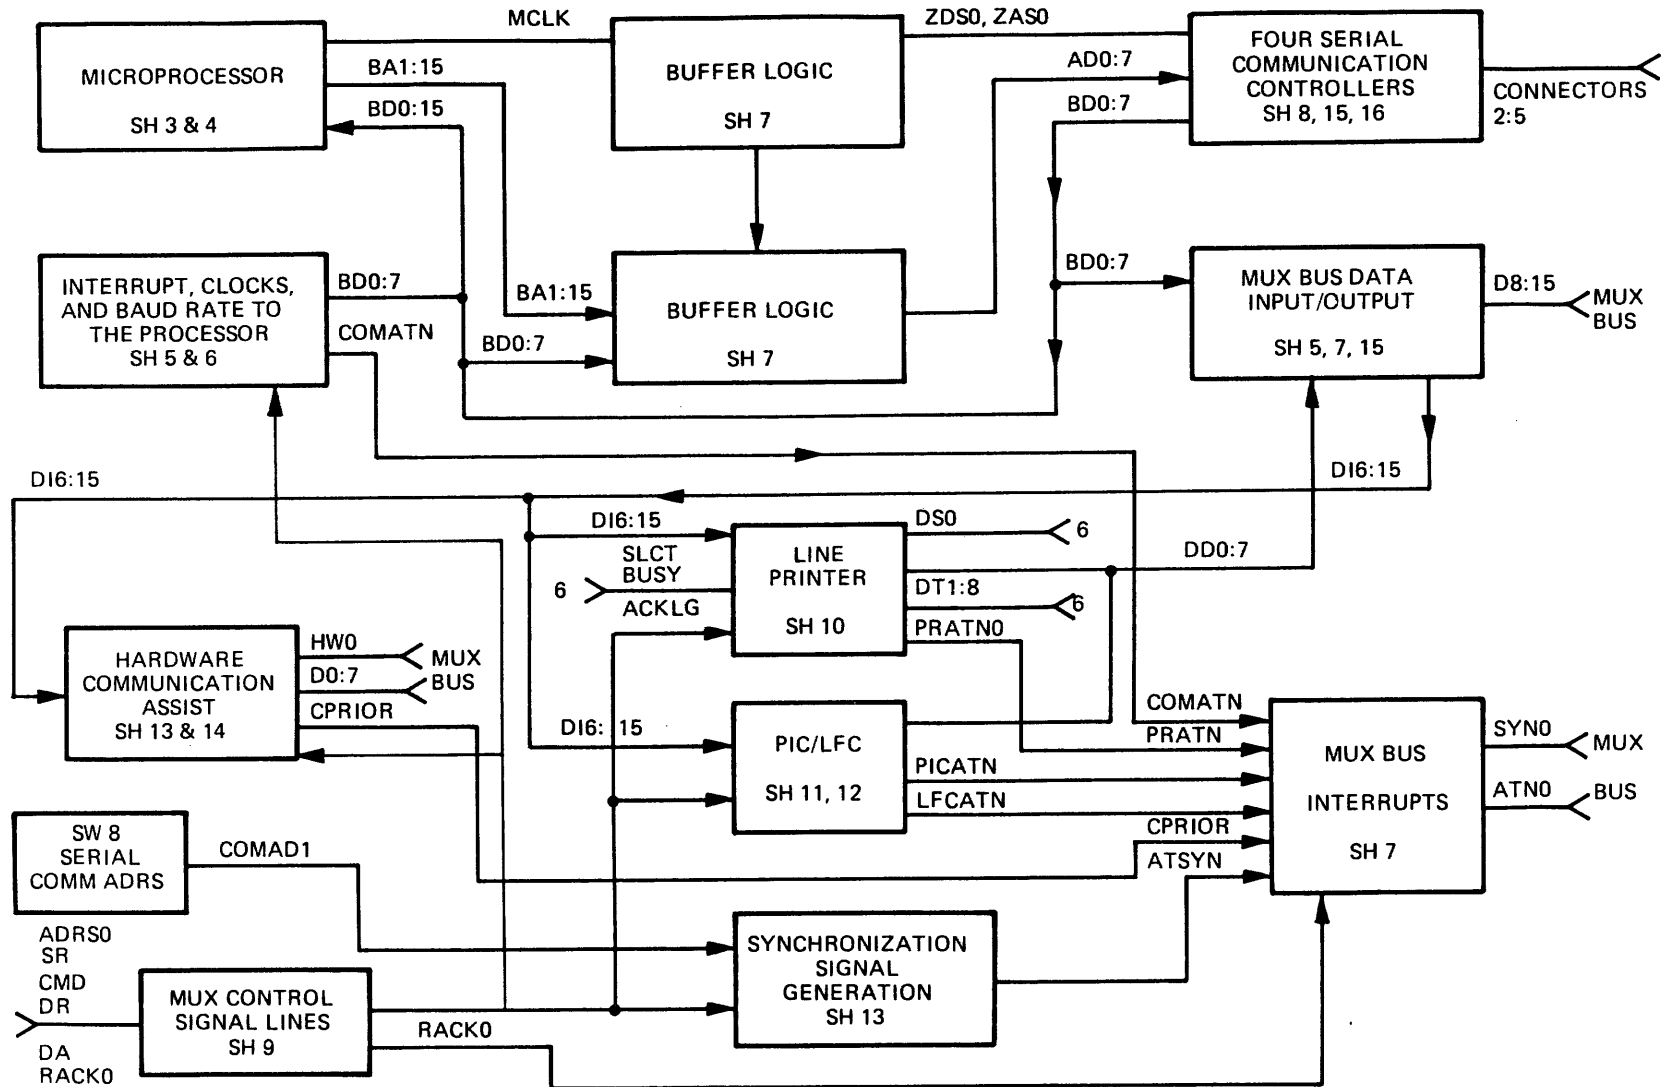 MCLK
ZDS0, ZAS0
MICROPROCESSOR
SH 3 & 4
BA1:15
BD0:15
BUFFER LOGIC
SH 7
AD0:7
BD0:7
FOUR SERIAL
COMMUNICATION
CONTROLLERS
SH 8, 15, 16
CONNECTORS
2:5
INTERRUPT, CLOCKS,
AND BAUD RATE TO
THE PROCESSOR
SH 5 & 6
BD0:7
COMATN
BA1:15
BD0:7
BUFFER LOGIC
SH 7
BD0:7
MUX BUS DATA
INPUT/OUTPUT
SH 5, 7, 15
D8:15
MUX
BUS
DI6:15
DI6:15
DI6:15
SLCT
BUSY
6
ACKLG
LINE
PRINTER
SH 10
DS0
6
DD0:7
DT1:8
6
PRATN0
HARDWARE
COMMUNICATION
ASSIST
SH 13 & 14
HW0
D0:7
MUX
BUS
CPRIOR
DI6: 15
PIC/LFC
SH 11, 12
PICATN
LFCATN
COMATN
PRATN
CPRIOR
ATSYN
MUX BUS
INTERRUPTS
SH 7
SYN0
ATN0
MUX
BUS
SW 8
SERIAL
COMM ADRS
COMAD1
ADRS0
SR
CMD
DR
DA
RACK0
MUX CONTROL
SIGNAL LINES
SH 9
RACK0
SYNCHRONIZATION
SIGNAL
GENERATION
SH 13